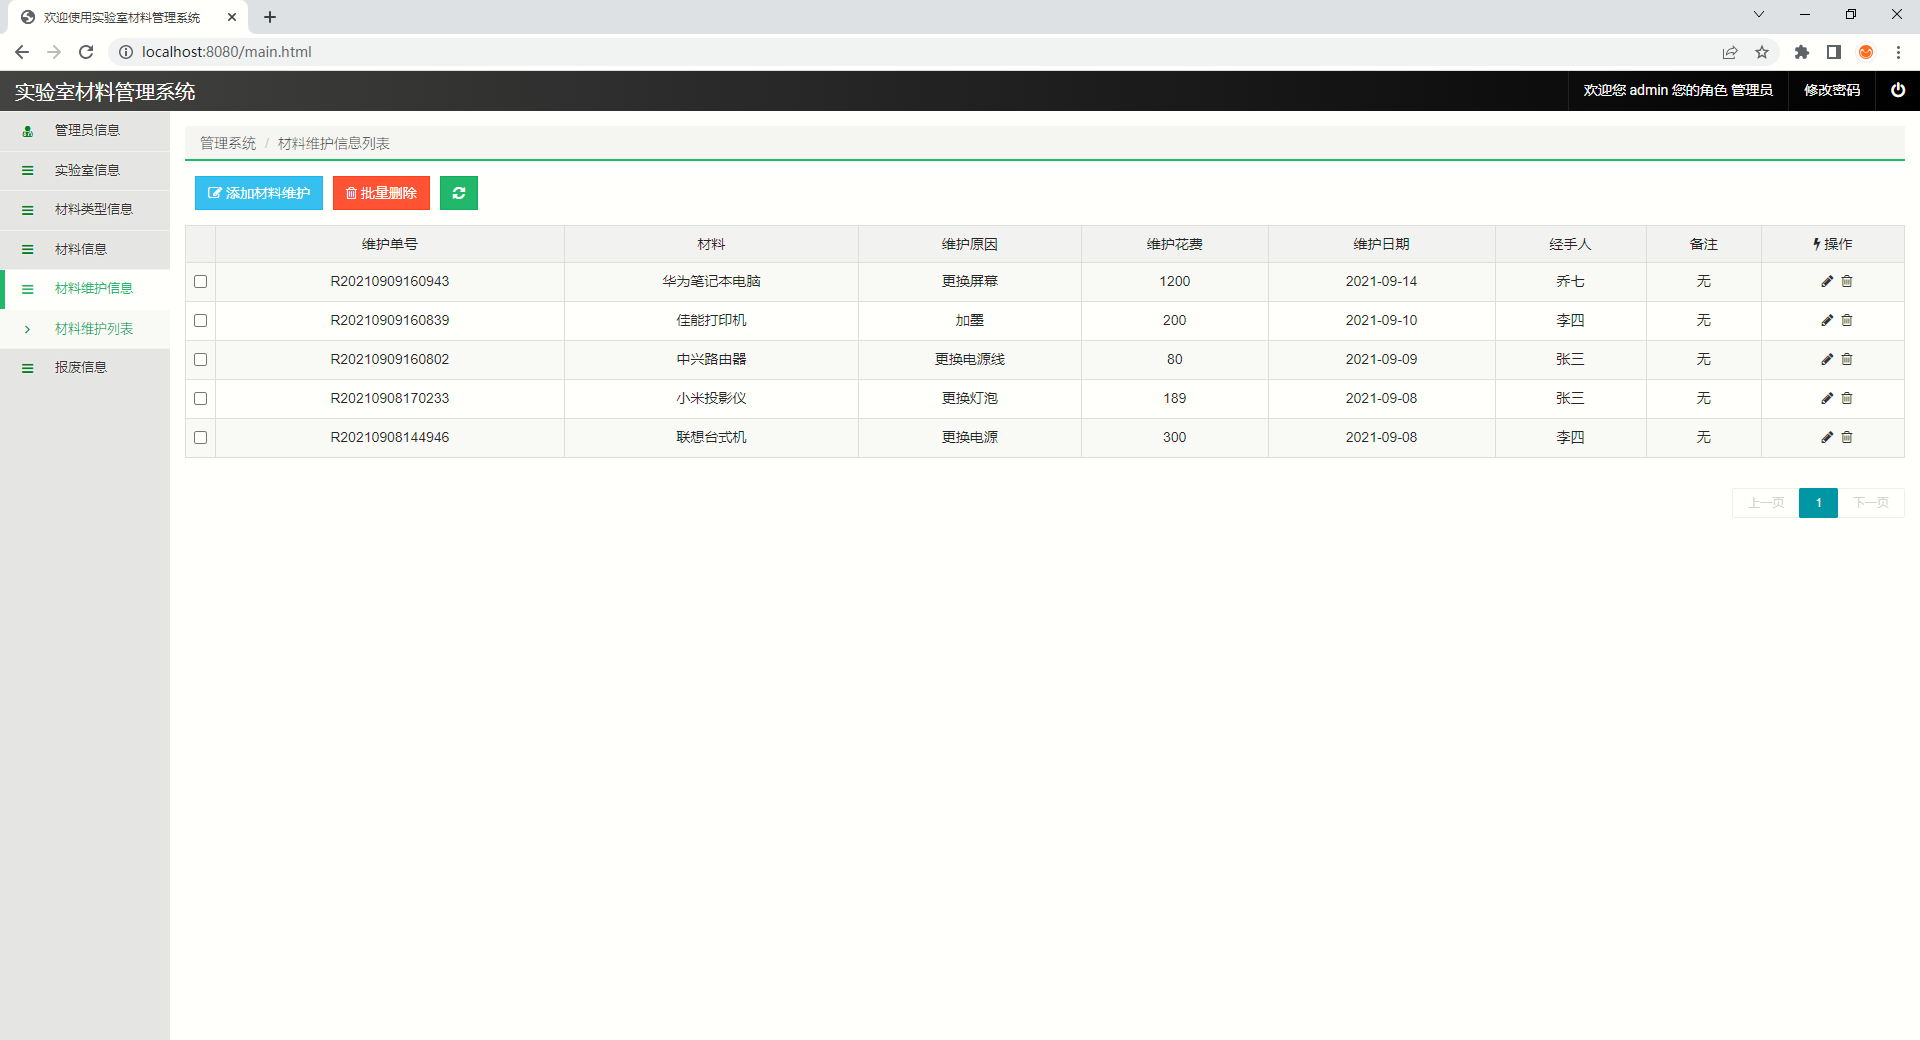 欢迎使用实验室材料管理系统
localhost:8080/main.html
实验室材料管理系统
欢迎您 admin 您的角色 管理员 修改密码
管理员信息
实验室信息
材料类型信息
材料信息
材料维护信息
材料维护列表
报废信息
管理系统 / 材料维护信息列表
添加材料维护 批量删除
维护单号 材料 维护原因 维护花费 维护日期 经手人 备注 操作
R20210909160943 华为笔记本电脑 更换屏幕 1200 2021-09-14 乔七 无
R20210909160839 佳能打印机 加墨 200 2021-09-10 李四 无
R20210909160802 中兴路由器 更换电源线 80 2021-09-09 张三 无
R20210908170233 小米投影仪 更换灯泡 189 2021-09-08 张三 无
R20210908144946 联想台式机 更换电源 300 2021-09-08 李四 无
上一页 1 下一页